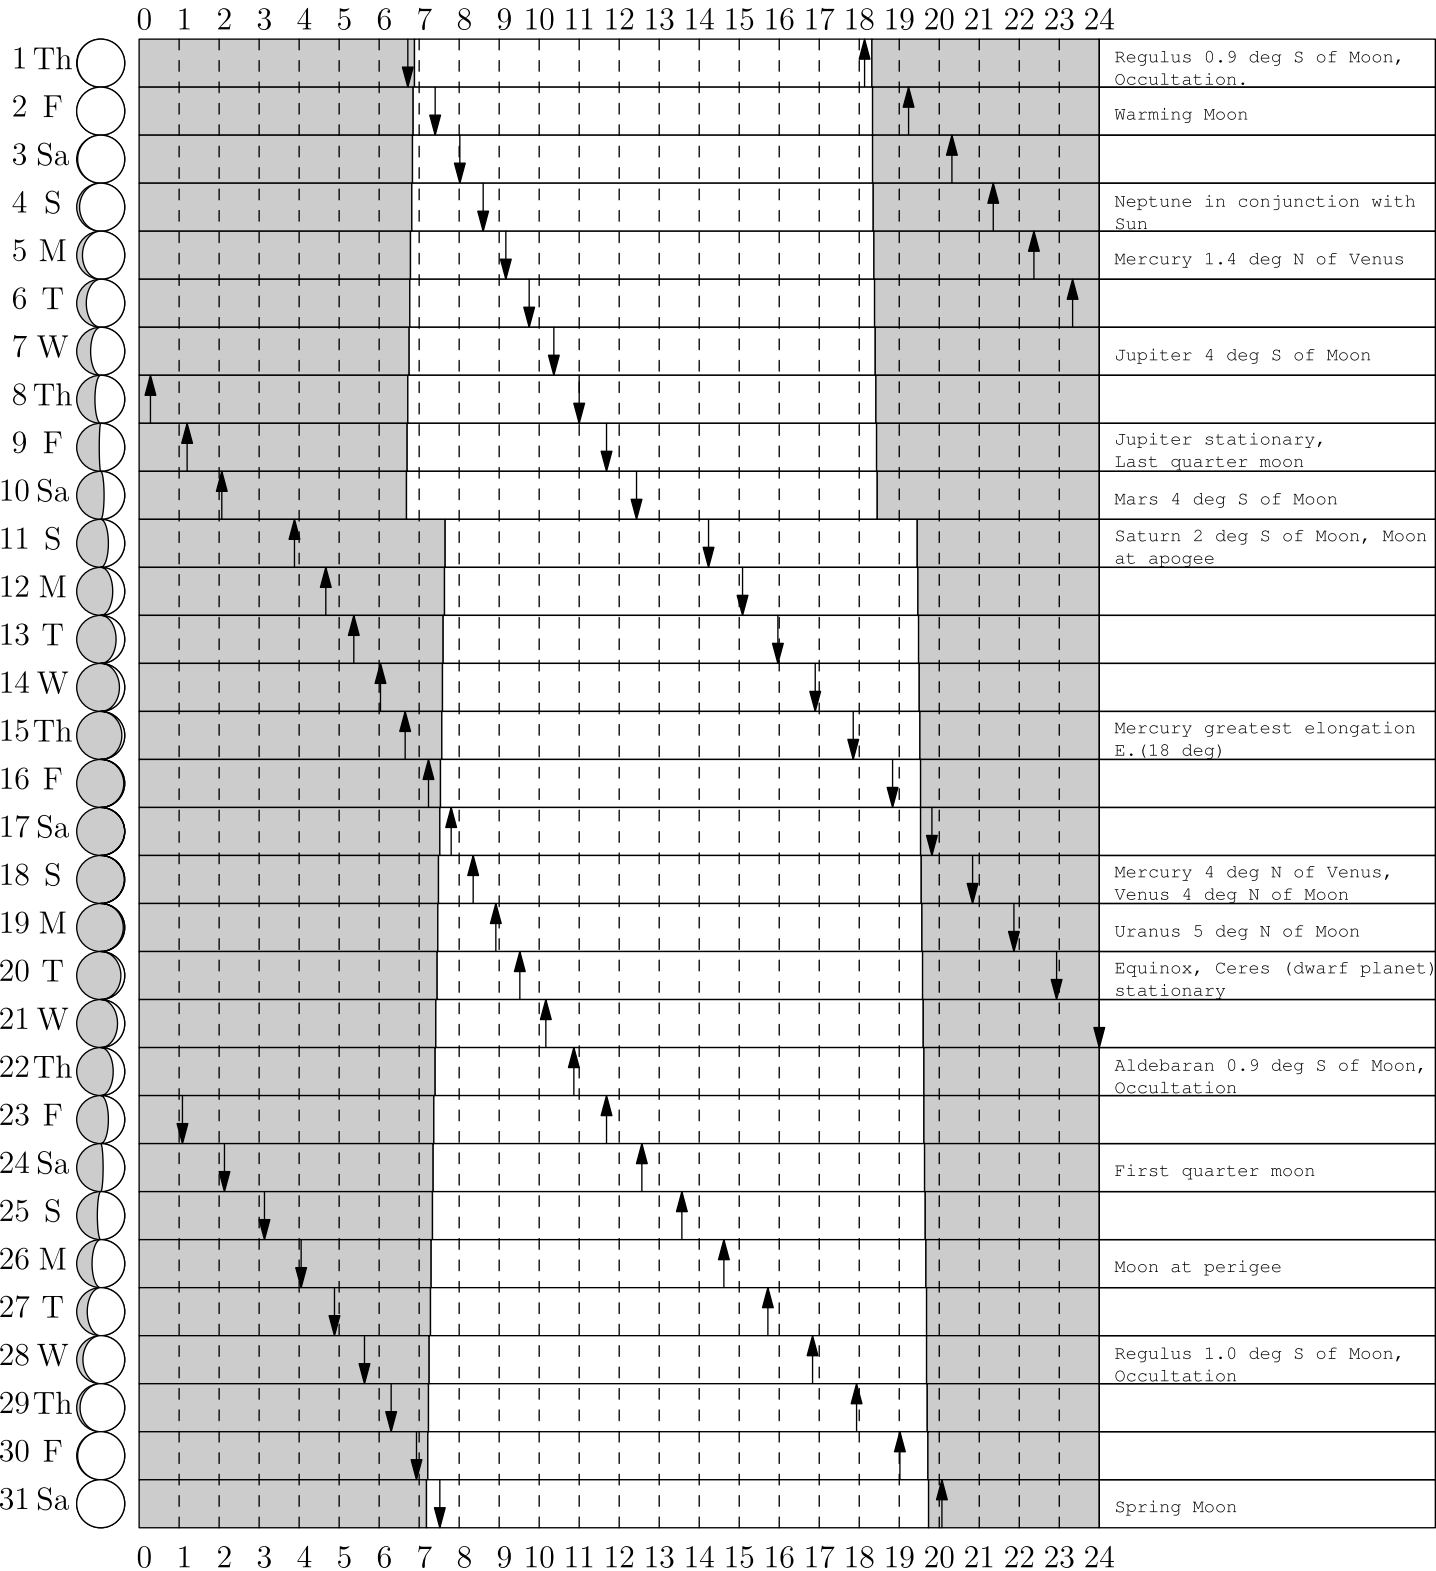 0 1 2 3 4 5 6 7 8 9 10 11 12 13 14 15 16 17 18 19 20 21 22 23 24
1 Th Regulus 0.9 deg S of Moon,
Occultation.
2 F Warming Moon
3 Sa
4 S Neptune in conjunction with
Sun
5 M Mercury 1.4 deg N of Venus
6 T
7 W Jupiter 4 deg S of Moon
8 Th
9 F Jupiter stationary,
Last quarter moon
10 Sa Mars 4 deg S of Moon
11 S Saturn 2 deg S of Moon, Moon
at apogee
12 M
13 T
14 W
15 Th Mercury greatest elongation
E.(18 deg)
16 F
17 Sa
18 S Mercury 4 deg N of Venus,
Venus 4 deg N of Moon
19 M Uranus 5 deg N of Moon
20 T Equinox, Ceres (dwarf planet)
stationary
21 W
22 Th Aldebaran 0.9 deg S of Moon,
Occultation
23 F
24 Sa First quarter moon
25 S
26 M Moon at perigee
27 T
28 W Regulus 1.0 deg S of Moon,
Occultation
29 Th
30 F
31 Sa Spring Moon
0 1 2 3 4 5 6 7 8 9 10 11 12 13 14 15 16 17 18 19 20 21 22 23 24